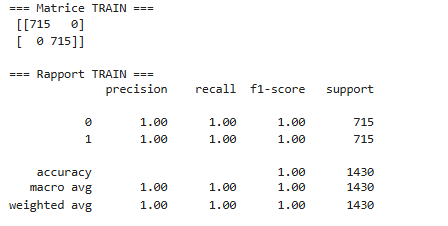 === Matrice TRAIN ===
[[715   0]
 [  0 715]]
=== Rapport TRAIN ===
              precision    recall  f1-score   support
           0       1.00      1.00      1.00       715
           1       1.00      1.00      1.00       715
    accuracy                           1.00      1430
   macro avg       1.00      1.00      1.00      1430
weighted avg       1.00      1.00      1.00      1430